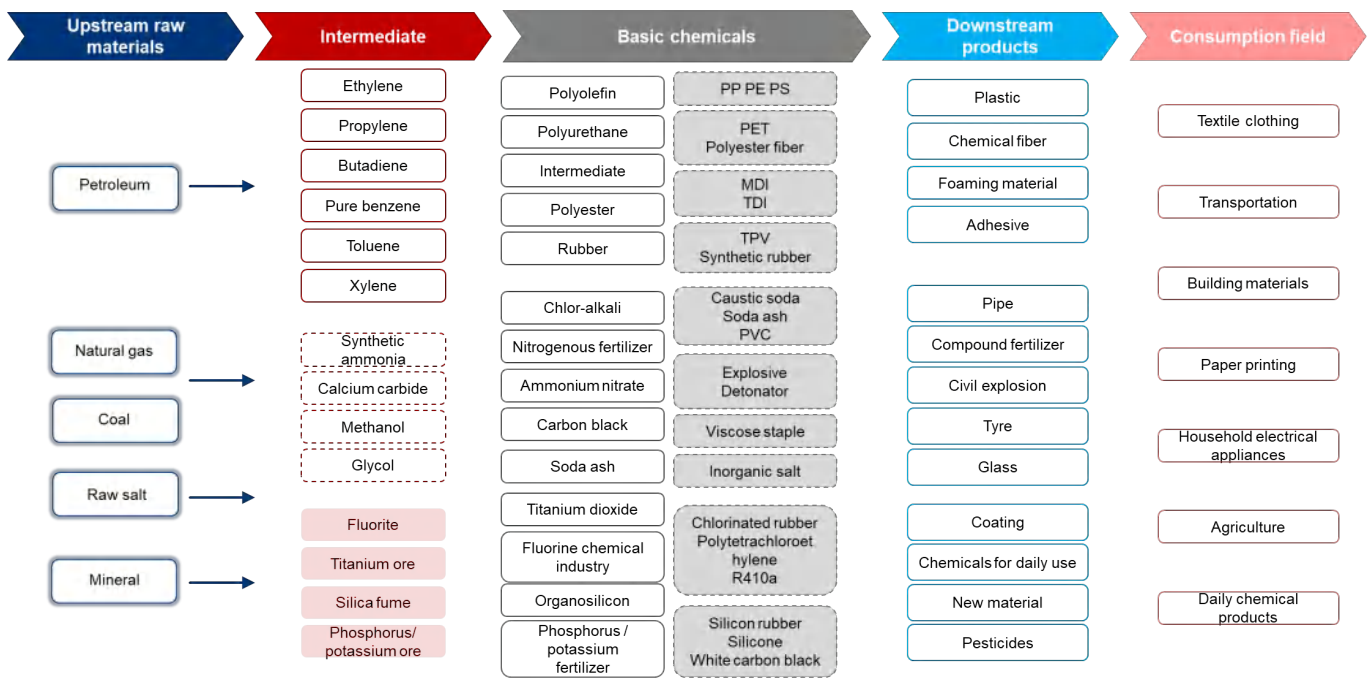 Upstream raw
materials
Intermediate
Basic chemicals
Downstream
products
Consumption field
Petroleum
Natural gas
Coal
Raw salt
Mineral
Ethylene
Propylene
Butadiene
Pure benzene
Toluene
Xylene
Synthetic
ammonia
Calcium carbide
Methanol
Glycol
Fluorite
Titanium ore
Silica fume
Phosphorus/
potassium ore
Polyolefin
Polyurethane
Intermediate
Polyester
Rubber
Chlor-alkali
Nitrogenous fertilizer
Ammonium nitrate
Carbon black
Soda ash
Titanium dioxide
Fluorine chemical
industry
Organosilicon
Phosphorus /
potassium
fertilizer
PP PE PS
PET
Polyester fiber
MDI
TDI
TPV
Synthetic rubber
Caustic soda
Soda ash
PVC
Explosive
Detonator
Viscose staple
Inorganic salt
Chlorinated rubber
Polytetrachloroet
hylene
R410a
Silicon rubber
Silicone
White carbon black
Plastic
Chemical fiber
Foaming material
Adhesive
Pipe
Compound fertilizer
Civil explosion
Tyre
Glass
Coating
Chemicals for daily use
New material
Pesticides
Textile clothing
Transportation
Building materials
Paper printing
Household electrical
appliances
Agriculture
Daily chemical
products